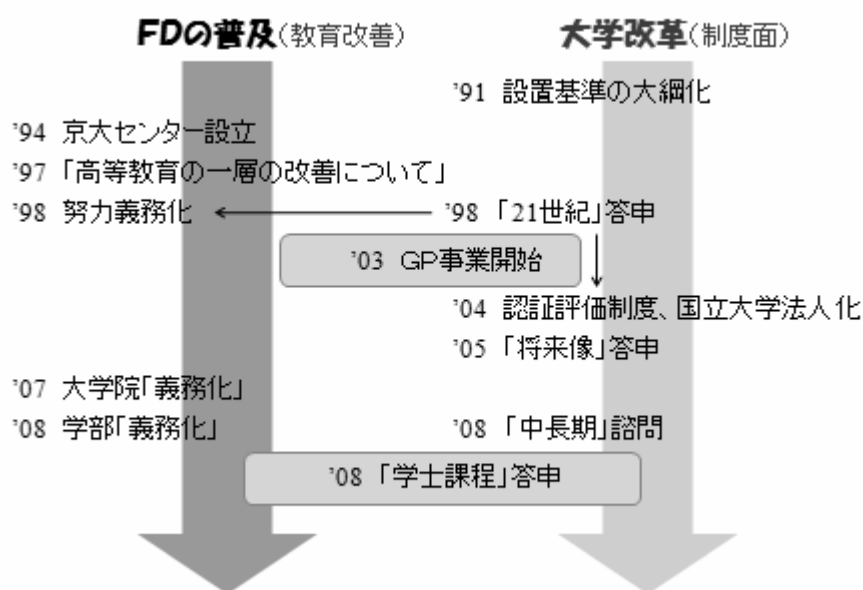 FDの普及(教育改善)
大学改革(制度面)
'91 設置基準の大綱化
'94 京大センター設立
'97 「高等教育の一層の改善について」
'98 努力義務化
'98 「21世紀」答申
'03 GP事業開始
'04 認証評価制度、国立大学法人化
'05 「将来像」答申
'07 大学院「義務化」
'08 学部「義務化」
'08 「中長期」諮問
'08 「学士課程」答申